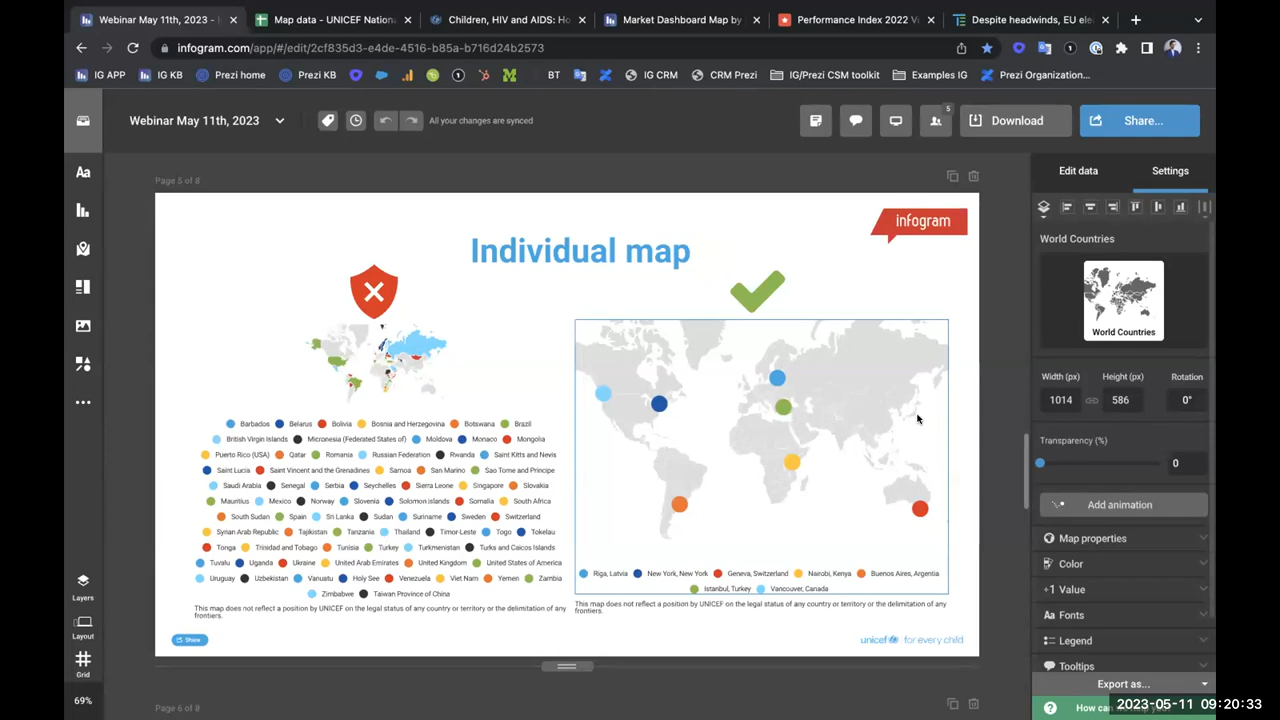 Webinar May 11th, 2023 - I
Map data - UNICEF Nation
Children, HIV and AIDS: Ho
Market Dashboard Map by
Performance Index 2022 V
Despite headwinds, EU ele
infogram.com/app/#/edit/2cf835d3-e4de-4516-b85a-b716d24b2573
IG APP
IG KB
Prezi home
Prezi KB
BT
IG CRM
CRM Prezi
IG/Prezi CSM toolkit
Examples IG
Prezi Organization...
Webinar May 11th, 2023
All your changes are synced
5
Download
Share...
Page 5 of 8
Edit data
Settings
Aa
infogram
Individual map
World Countries
World Countries
Width (px)
Height (px)
Rotation
1014
586
0°
Transparency (%)
0
Add animation
Map properties
Color
+1 Value
Fonts
Legend
Tooltips
Export as...
Barbados Belarus Bolivia Bosnia and Herzegovina Botswana Brazil
British Virgin Islands Micronesia (Federated States of) Moldova Monaco Mongolia
Puerto Rico (USA) Qatar Romania Russian Federation Rwanda Saint Kitts and Nevis
Saint Lucia Saint Vincent and the Grenadines Samoa San Marino Sao Tome and Principe
Saudi Arabia Senegal Serbia Seychelles Sierra Leone Singapore Slovakia
Mauritius Mexico Norway Slovenia Solomon islands Somalia South Africa
South Sudan Spain Sri Lanka Sudan Suriname Sweden Switzerland
Syrian Arab Republic Tajikistan Tanzania Thailand Timor-Leste Togo Tokelau
Tonga Trinidad and Tobago Tunisia Turkey Turkmenistan Turks and Caicos Islands
Tuvalu Uganda Ukraine United Arab Emirates United Kingdom United States of America
Uruguay Uzbekistan Vanuatu Holy See Venezuela Viet Nam Yemen Zambia
Zimbabwe Taiwan Province of China
This map does not reflect a position by UNICEF on the legal status of any country or territory or the delimitation of any
frontiers.
Riga, Latvia New York, New York Geneva, Switzerland Nairobi, Kenya Buenos Aires, Argentia
Istanbul, Turkey Vancouver, Canada
This map does not reflect a position by UNICEF on the legal status of any country or territory or the delimitation of any
frontiers.
Share
unicef for every child
Layers
Layout
Grid
69%
Page 6 of 8
How can
2023-05-11 09:20:33